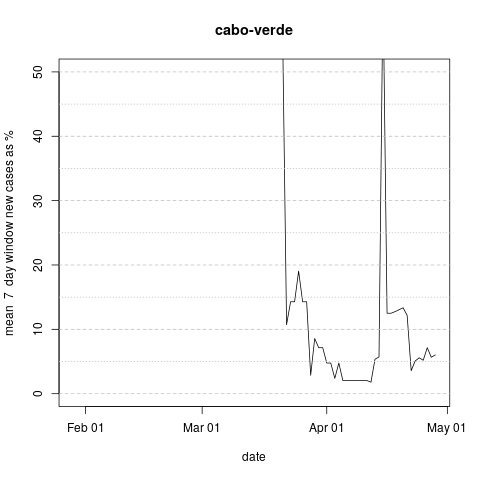 cabo-verde
mean 7 day window new cases as %
50
40
30
20
10
0
Feb 01
Mar 01
Apr 01
May 01
date